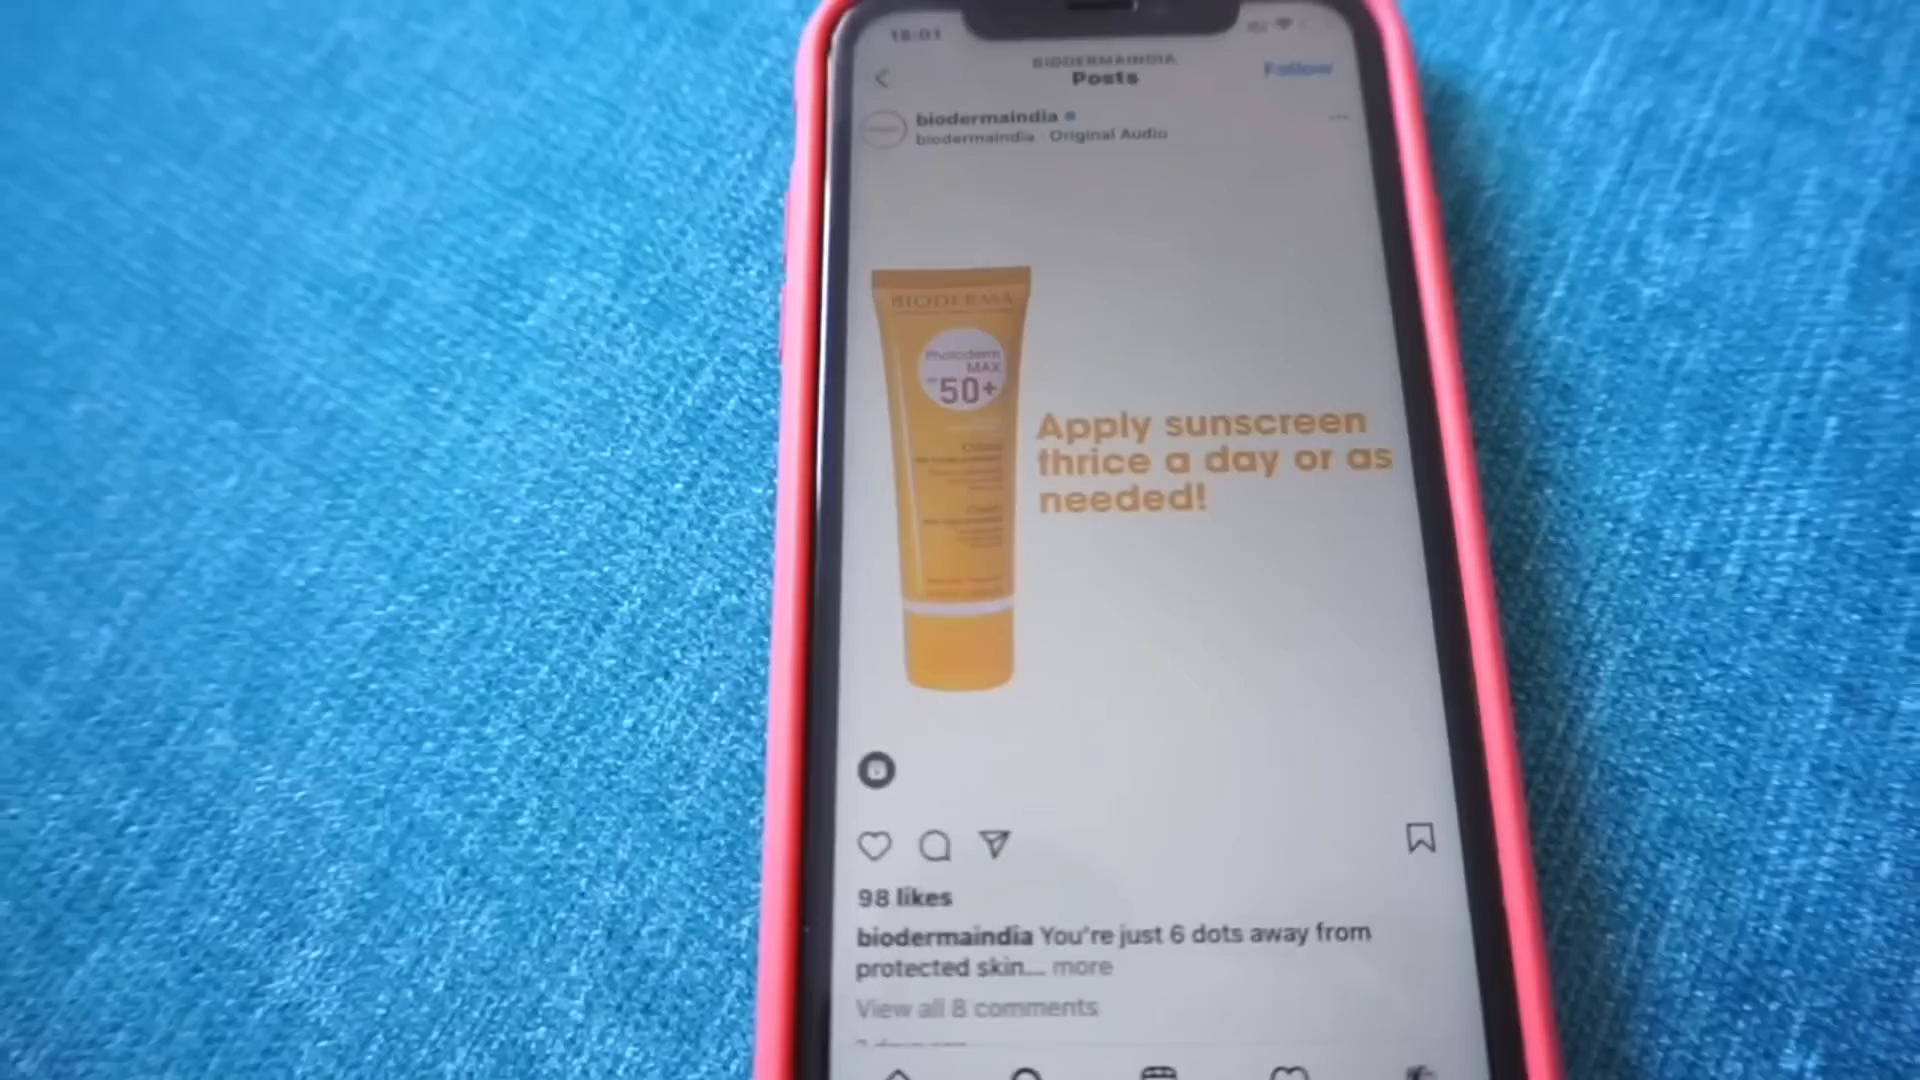 18:01
BIODERMAINDIA
Posts
Follow
biodermaindia
biodermaindia Original Audio
BIODERMA
Photoderm
MAX
50+
Apply sunscreen
thrice a day or as
needed!
98 likes
biodermaindia You're just 6 dots away from
protected skin... more
View all 8 comments